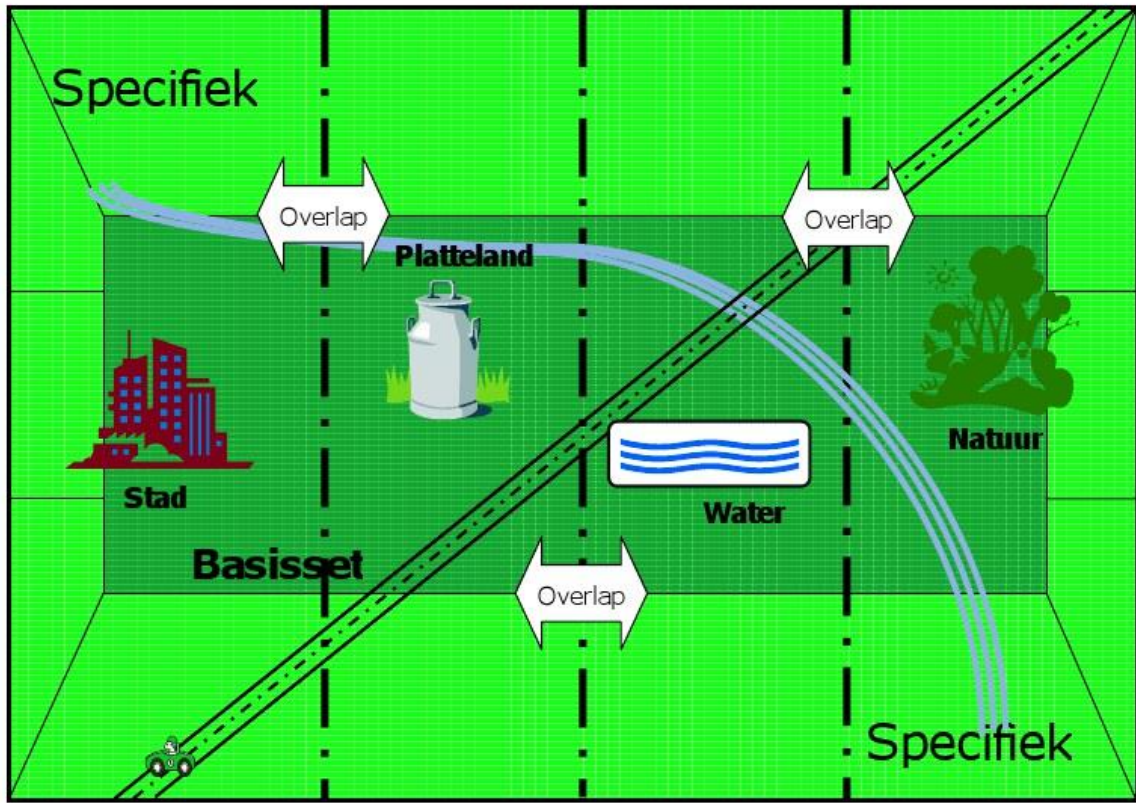 Specifiek
Overlap
Overlap
Platteland
Natuur
Stad
Water
Basisset
Overlap
Specifiek